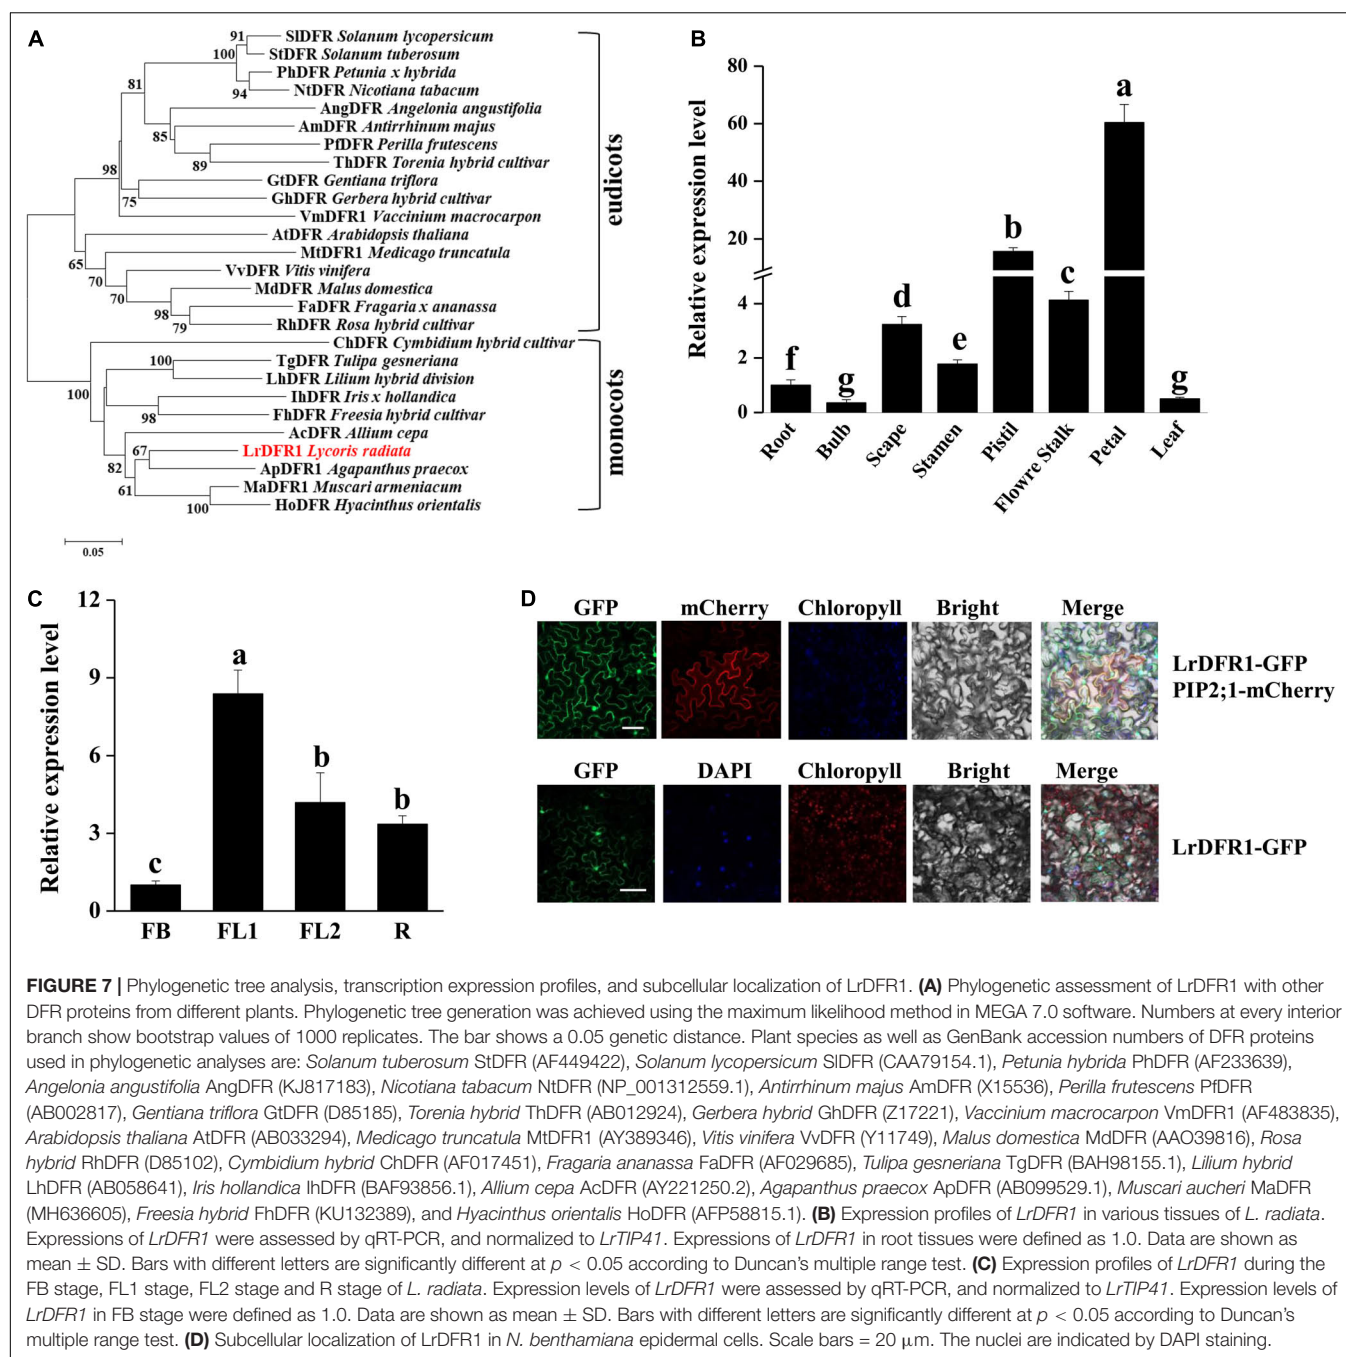 A
91
SlDFR Solanum lycopersicum
100
StDFR Solanum tuberosum
PhDFR Petunia x hybrida
94
NtDFR Nicotiana tabacum
81
AngDFR Angelonia angustifolia
85
AmDFR Antirrhinum majus
PfDFR Perilla frutescens
89
ThDFR Torenia hybrid cultivar
98
GtDFR Gentiana triflora
75
GhDFR Gerbera hybrid cultivar
VmDFR1 Vaccinium macrocarpon
AtDFR Arabidopsis thaliana
65
MtDFR1 Medicago truncatula
70
VvDFR Vitis vinifera
70
MdDFR Malus domestica
98
FaDFR Fragaria x ananassa
79
RhDFR Rosa hybrid cultivar
eudicots
ChDFR Cymbidium hybrid cultivar
100
TgDFR Tulipa gesneriana
100
LhDFR Lilium hybrid division
IhDFR Iris x hollandica
98
FhDFR Freesia hybrid cultivar
AcDFR Allium cepa
67
LrDFR1 Lycoris radiata
82
ApDFR1 Agapanthus praecox
61
MaDFR1 Muscari armeniacum
100
HoDFR Hyacinthus orientalis
monocots
0.05
B
Relative expression level
80
60
40
20
4
2
0
f
g
d
e
b
c
a
g
Root
Bulb
Scape
Stamen
Pistil
Flowre Stalk
Petal
Leaf
C
Relative expression level
12
9
6
3
0
c
a
b
b
FB FL1 FL2 R
D
GFP mCherry Chloropyll Bright Merge
LrDFR1-GFP
PIP2;1-mCherry
GFP DAPI Chloropyll Bright Merge
LrDFR1-GFP
FIGURE 7 | Phylogenetic tree analysis, transcription expression profiles, and subcellular localization of LrDFR1. (A) Phylogenetic assessment of LrDFR1 with other
DFR proteins from different plants. Phylogenetic tree generation was achieved using the maximum likelihood method in MEGA 7.0 software. Numbers at every interior
branch show bootstrap values of 1000 replicates. The bar shows a 0.05 genetic distance. Plant species as well as GenBank accession numbers of DFR proteins
used in phylogenetic analyses are: Solanum tuberosum StDFR (AF449422), Solanum lycopersicum SlDFR (CAA79154.1), Petunia hybrida PhDFR (AF233639),
Angelonia angustifolia AngDFR (KJ817183), Nicotiana tabacum NtDFR (NP_001312559.1), Antirrhinum majus AmDFR (X15536), Perilla frutescens PfDFR
(AB002817), Gentiana triflora GtDFR (D85185), Torenia hybrid ThDFR (AB012924), Gerbera hybrid GhDFR (Z17221), Vaccinium macrocarpon VmDFR1 (AF483835),
Arabidopsis thaliana AtDFR (AB033294), Medicago truncatula MtDFR1 (AY389346), Vitis vinifera VvDFR (Y11749), Malus domestica MdDFR (AAO39816), Rosa
hybrid RhDFR (D85102), Cymbidium hybrid ChDFR (AF017451), Fragaria ananassa FaDFR (AF029685), Tulipa gesneriana TgDFR (BAH98155.1), Lilium hybrid
LhDFR (AB058641), Iris hollandica IhDFR (BAF93856.1), Allium cepa AcDFR (AY221250.2), Agapanthus praecox ApDFR (AB099529.1), Muscari aucheri MaDFR
(MH636605), Freesia hybrid FhDFR (KU132389), and Hyacinthus orientalis HoDFR (AFP58815.1). (B) Expression profiles of LrDFR1 in various tissues of L. radiata.
Expressions of LrDFR1 were assessed by qRT-PCR, and normalized to LrTIP41. Expressions of LrDFR1 in root tissues were defined as 1.0. Data are shown as
mean ± SD. Bars with different letters are significantly different at p < 0.05 according to Duncan's multiple range test. (C) Expression profiles of LrDFR1 during the
FB stage, FL1 stage, FL2 stage and R stage of L. radiata. Expression levels of LrDFR1 were assessed by qRT-PCR, and normalized to LrTIP41. Expression levels of
LrDFR1 in FB stage were defined as 1.0. Data are shown as mean ± SD. Bars with different letters are significantly different at p < 0.05 according to Duncan's
multiple range test. (D) Subcellular localization of LrDFR1 in N. benthamiana epidermal cells. Scale bars = 20 μm. The nuclei are indicated by DAPI staining.